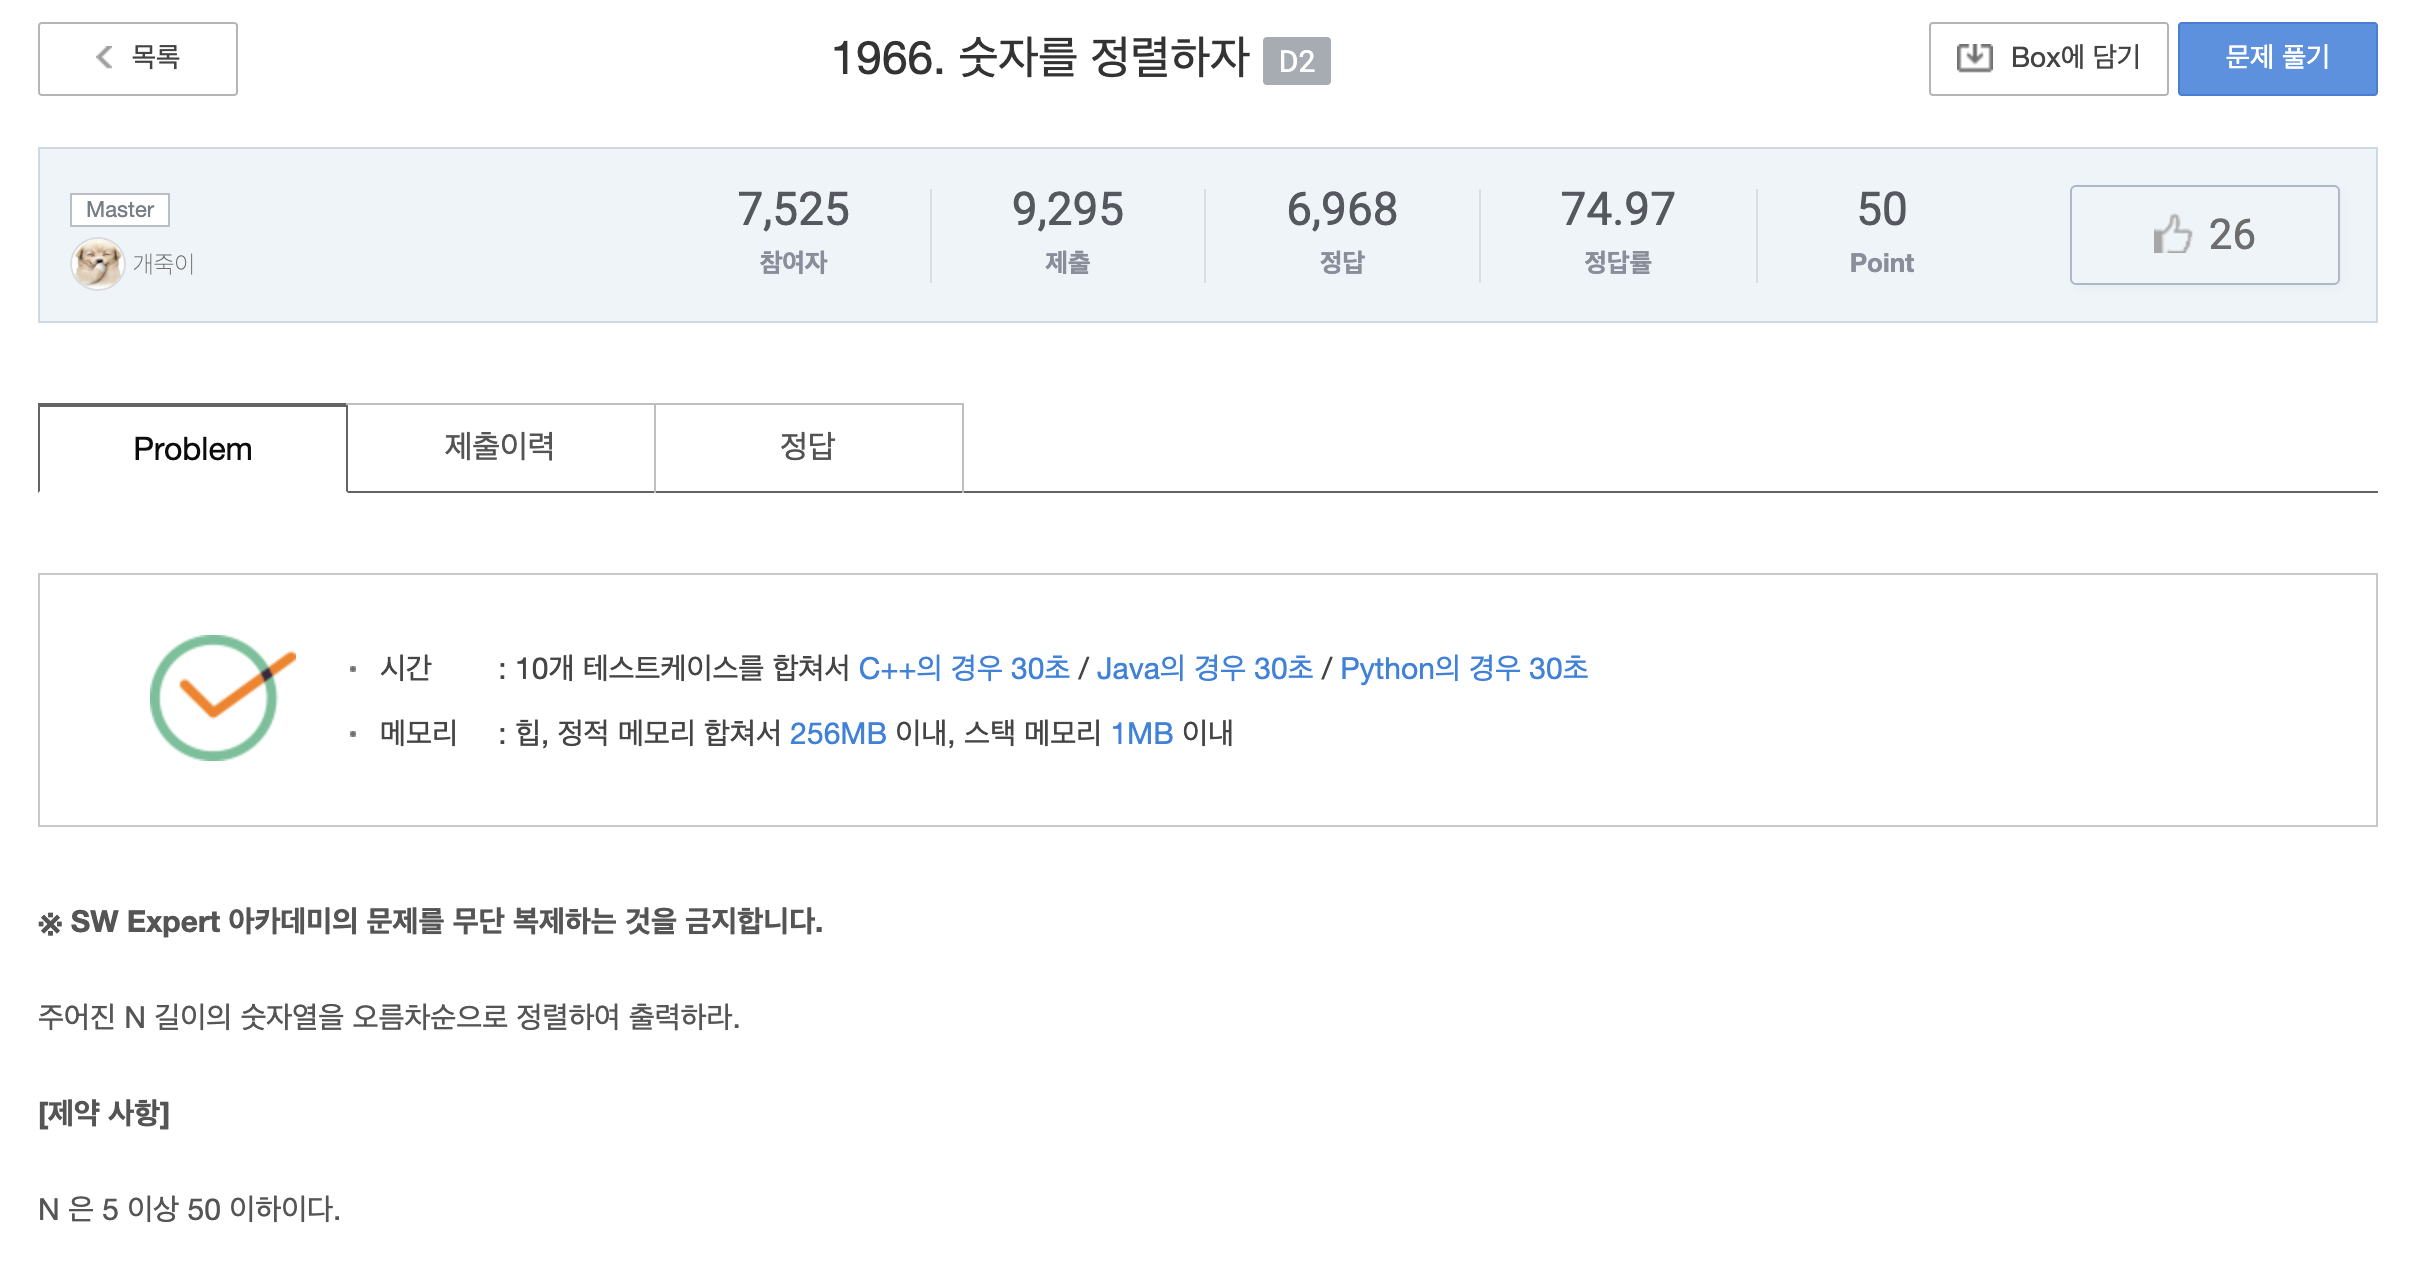 목록
1966. 숫자를 정렬하자 D2
Box에 담기
문제 풀기
Master
개죽이
7,525
참여자
9,295
제출
6,968
정답
74.97
정답률
50
Point
26
Problem
제출이력
정답
· 시간 : 10개 테스트케이스를 합쳐서 C++의 경우 30초 / Java의 경우 30초 / Python의 경우 30초
· 메모리 : 힙, 정적 메모리 합쳐서 256MB 이내, 스택 메모리 1MB 이내
※ SW Expert 아카데미의 문제를 무단 복제하는 것을 금지합니다.
주어진 N 길이의 숫자열을 오름차순으로 정렬하여 출력하라.
[제약 사항]
N 은 5 이상 50 이하이다.